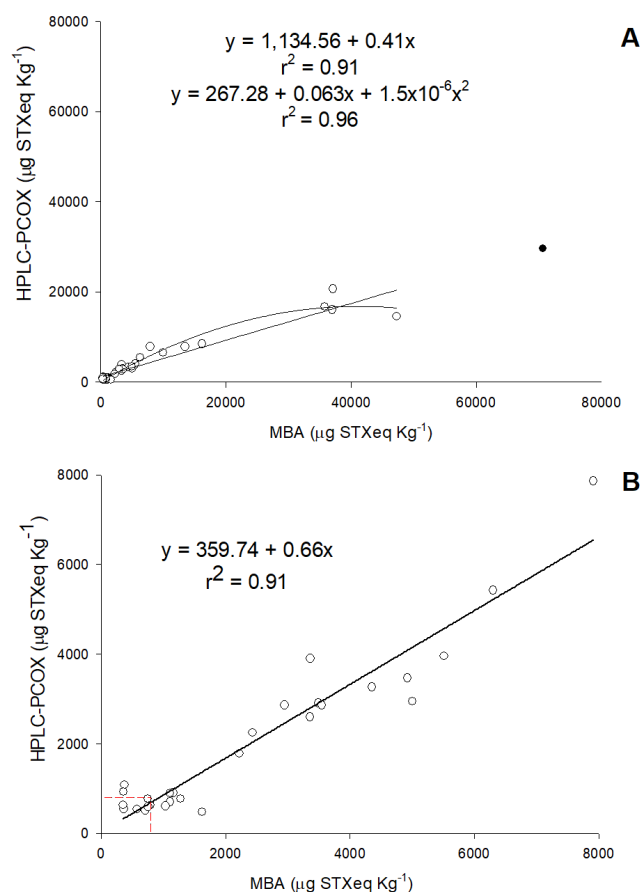 A
y = 1,134.56 + 0.41x
r² = 0.91
y = 267.28 + 0.063x + 1.5x10⁻⁶x²
r² = 0.96
HPLC-PCOX (µg STXeq Kg⁻¹)
80000
60000
40000
20000
0
0 20000 40000 60000 80000
MBA (µg STXeq Kg⁻¹)
B
y = 359.74 + 0.66x
r² = 0.91
HPLC-PCOX (µg STXeq Kg⁻¹)
8000
6000
4000
2000
0
0 2000 4000 6000 8000
MBA (µg STXeq Kg⁻¹)